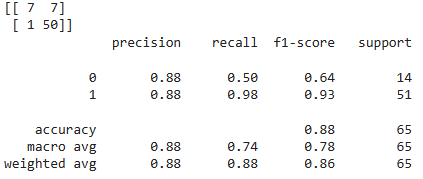 [[ 7 7]
[ 1 50]]
precision recall f1-score support
0 0.88 0.50 0.64 14
1 0.88 0.98 0.93 51
accuracy 0.88 65
macro avg 0.88 0.74 0.78 65
weighted avg 0.88 0.88 0.86 65